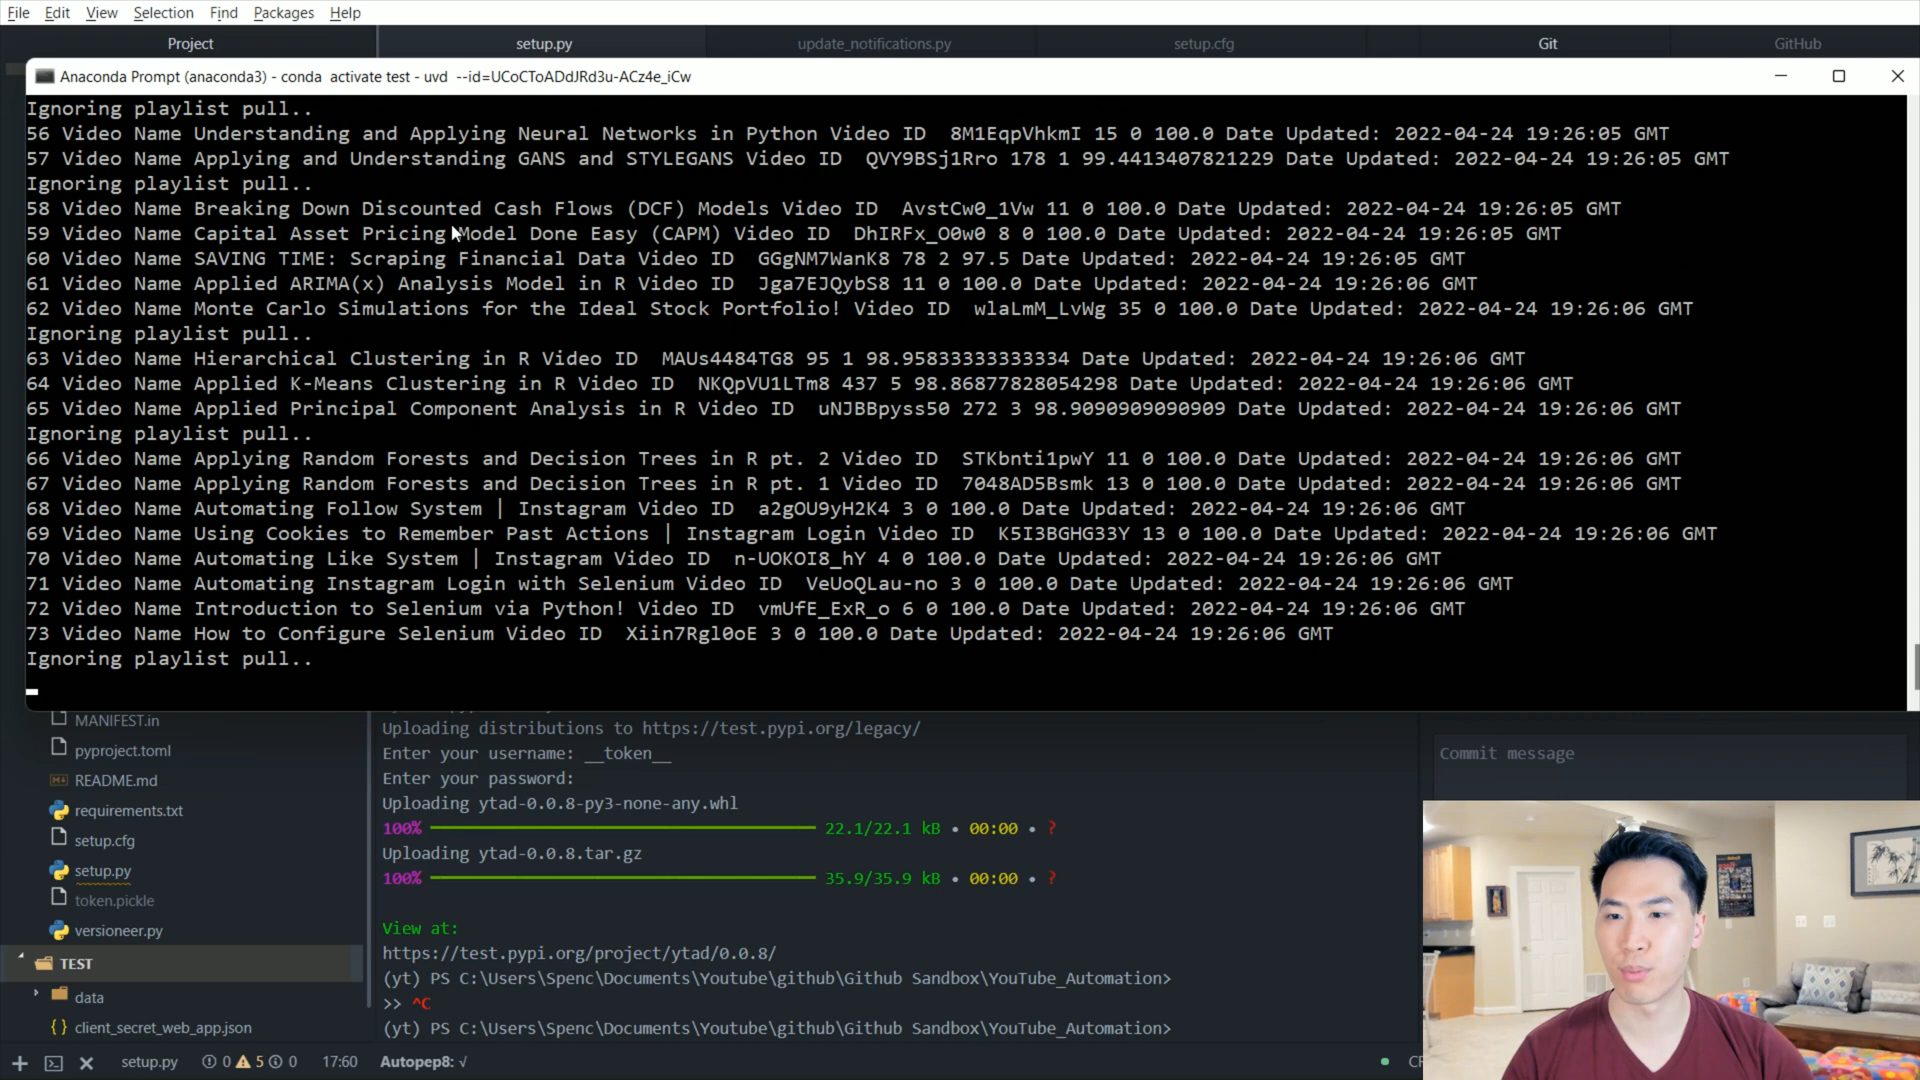 File Edit View Selection Find Packages Help
Project setup.py update_notifications.py setup.cfg Git GitHub
Anaconda Prompt (anaconda3) - conda  activate test - uvd  --id=UCoCToADdJRd3u-ACz4e_iCw
Ignoring playlist pull..
56 Video Name Understanding and Applying Neural Networks in Python Video ID  8M1EqpVhkmI 15 0 100.0 Date Updated: 2022-04-24 19:26:05 GMT
57 Video Name Applying and Understanding GANS and STYLEGANS Video ID  QVY9BSj1Rro 178 1 99.4413407821229 Date Updated: 2022-04-24 19:26:05 GMT
Ignoring playlist pull..
58 Video Name Breaking Down Discounted Cash Flows (DCF) Models Video ID  AvstCw0_1Vw 11 0 100.0 Date Updated: 2022-04-24 19:26:05 GMT
59 Video Name Capital Asset Pricing Model Done Easy (CAPM) Video ID  DhIRFx_O0w0 8 0 100.0 Date Updated: 2022-04-24 19:26:05 GMT
60 Video Name SAVING TIME: Scraping Financial Data Video ID  GGgNM7WanK8 78 2 97.5 Date Updated: 2022-04-24 19:26:05 GMT
61 Video Name Applied ARIMA(x) Analysis Model in R Video ID  Jga7EJQybS8 11 0 100.0 Date Updated: 2022-04-24 19:26:06 GMT
62 Video Name Monte Carlo Simulations for the Ideal Stock Portfolio! Video ID  wlaLmM_LvWg 35 0 100.0 Date Updated: 2022-04-24 19:26:06 GMT
Ignoring playlist pull..
63 Video Name Hierarchical Clustering in R Video ID  MAUs4484TG8 95 1 98.95833333333334 Date Updated: 2022-04-24 19:26:06 GMT
64 Video Name Applied K-Means Clustering in R Video ID  NKQpVU1LTm8 437 5 98.86877828054298 Date Updated: 2022-04-24 19:26:06 GMT
65 Video Name Applied Principal Component Analysis in R Video ID  uNJBBpyss50 272 3 98.9090909090909 Date Updated: 2022-04-24 19:26:06 GMT
Ignoring playlist pull..
66 Video Name Applying Random Forests and Decision Trees in R pt. 2 Video ID  STKbnti1pwY 11 0 100.0 Date Updated: 2022-04-24 19:26:06 GMT
67 Video Name Applying Random Forests and Decision Trees in R pt. 1 Video ID  7048AD5Bsmk 13 0 100.0 Date Updated: 2022-04-24 19:26:06 GMT
68 Video Name Automating Follow System | Instagram Video ID  a2gOU9yH2K4 3 0 100.0 Date Updated: 2022-04-24 19:26:06 GMT
69 Video Name Using Cookies to Remember Past Actions | Instagram Login Video ID  K5I3BGHG33Y 13 0 100.0 Date Updated: 2022-04-24 19:26:06 GMT
70 Video Name Automating Like System | Instagram Video ID  n-UOKOI8_hY 4 0 100.0 Date Updated: 2022-04-24 19:26:06 GMT
71 Video Name Automating Instagram Login with Selenium Video ID  VeUoQLau-no 3 0 100.0 Date Updated: 2022-04-24 19:26:06 GMT
72 Video Name Introduction to Selenium via Python! Video ID  vmUfE_ExR_o 6 0 100.0 Date Updated: 2022-04-24 19:26:06 GMT
73 Video Name How to Configure Selenium Video ID  Xiin7Rgl0oE 3 0 100.0 Date Updated: 2022-04-24 19:26:06 GMT
Ignoring playlist pull..
MANIFEST.in
pyproject.toml
README.md
requirements.txt
setup.cfg
setup.py
token.pickle
versioneer.py
TEST
data
client_secret_web_app.json
Uploading distributions to https://test.pypi.org/legacy/
Enter your username: __token__
Enter your password:
Uploading ytad-0.0.8-py3-none-any.whl
100% 22.1/22.1 kB • 00:00 • ?
Uploading ytad-0.0.8.tar.gz
100% 35.9/35.9 kB • 00:00 • ?
View at:
https://test.pypi.org/project/ytad/0.0.8/
(yt) PS C:\Users\Spenc\Documents\Youtube\github\Github Sandbox\YouTube_Automation>
>> ^C
(yt) PS C:\Users\Spenc\Documents\Youtube\github\Github Sandbox\YouTube_Automation>
Commit message
setup.py 0 5 0 17:60 Autopep8: √